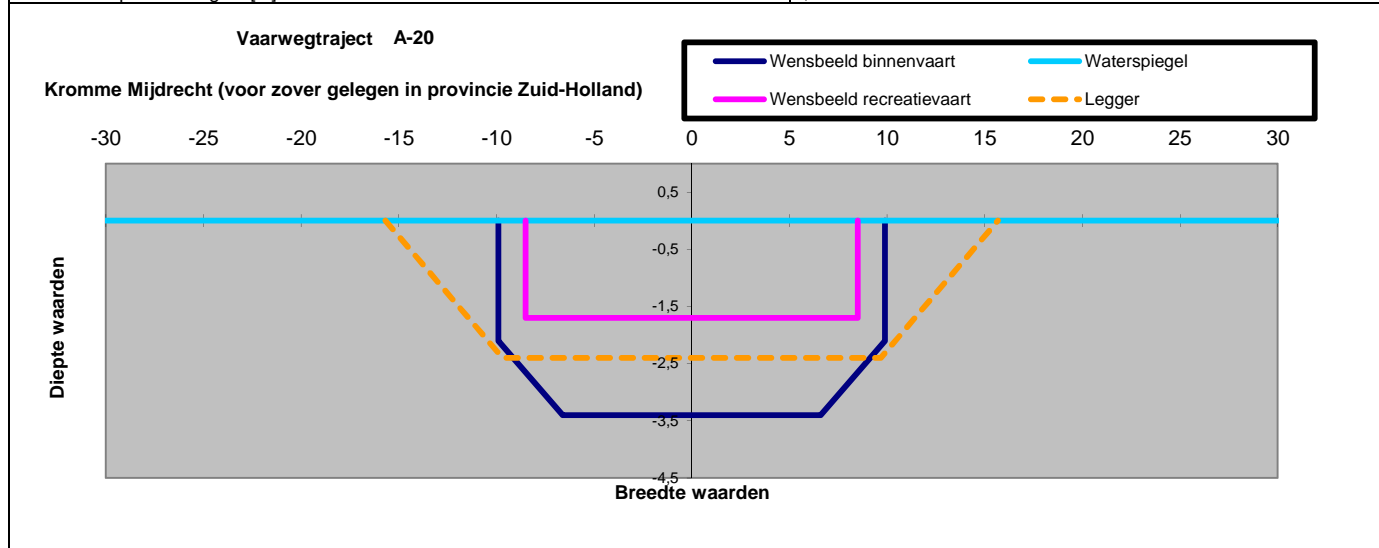 Vaarwegtraject A-20
Kromme Mijdrecht (voor zover gelegen in provincie Zuid-Holland)
Wensbeeld binnenvaart Waterspiegel
Wensbeeld recreatievaart Legger
-30 -25 -20 -15 -10 -5 0 5 10 15 20 25 30
0,5
-0,5
-1,5
-2,5
-3,5
-4,5
Diepte waarden
Breedte waarden